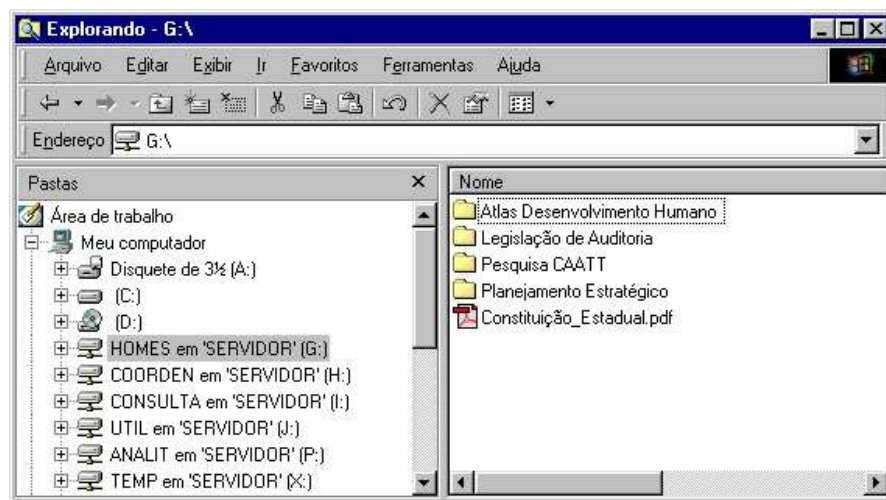 Explorando - G:\
Arquivo Editar Exibir Ir Favoritos Ferramentas Ajuda
Endereço G:\
Pastas
Área de trabalho
Meu computador
Disquete de 3½ (A:)
(C:)
(D:)
HOMES em 'SERVIDOR' (G:)
COORDEN em 'SERVIDOR' (H:)
CONSULTA em 'SERVIDOR' (I:)
UTIL em 'SERVIDOR' (J:)
ANALIT em 'SERVIDOR' (P:)
TEMP em 'SERVIDOR' (X:)
Nome
Atlas Desenvolvimento Humano
Legislação de Auditoria
Pesquisa CAATT
Planejamento Estratégico
Constituição_Estadual.pdf